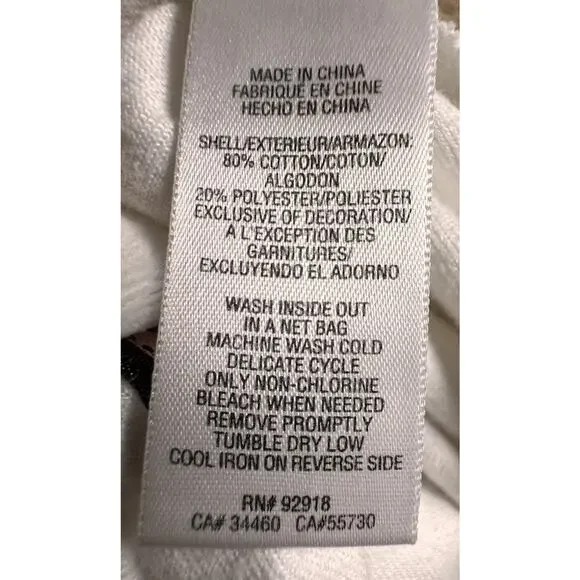 MADE IN CHINA
FABRIQUÉ EN CHINE
HECHO EN CHINA
SHELL/EXTERIEUR/ARMAZON:
80% COTTON/COTON/
ALGODON
20% POLYESTER/POLIESTER
EXCLUSIVE OF DECORATION/
A L'EXCEPTION DES
GARNITURES/
EXCLUYENDO EL ADORNO
WASH INSIDE OUT
IN A NET BAG
MACHINE WASH COLD
DELICATE CYCLE
ONLY NON-CHLORINE
BLEACH WHEN NEEDED
REMOVE PROMPTLY
TUMBLE DRY LOW
COOL IRON ON REVERSE SIDE
RN# 92918
CA# 34460 CA#55730